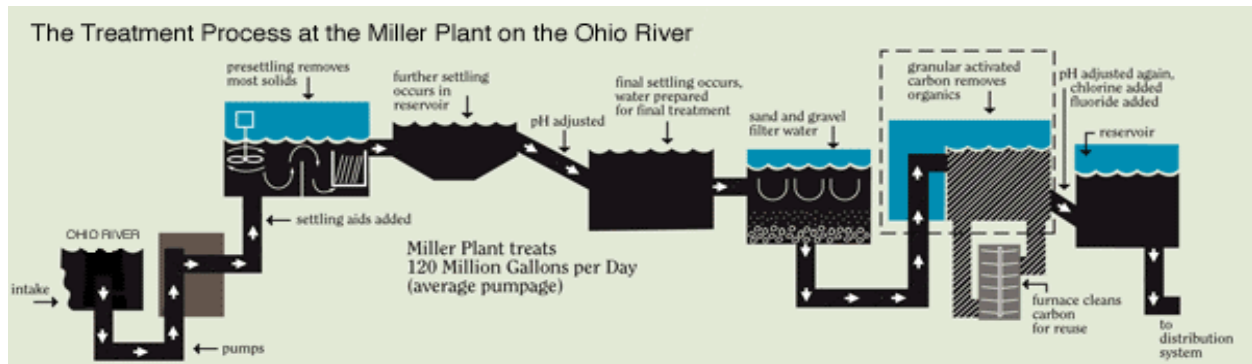 The Treatment Process at the Miller Plant on the Ohio River
presettling removes
most solids
further settling
occurs in
reservoir
pH adjusted
final settling occurs,
water prepared
for final treatment
sand and gravel
filter water
granular activated
carbon removes
organics
pH adjusted again,
chlorine added
fluoride added
reservoir
settling aids added
OHIO RIVER
intake
pumps
Miller Plant treats
120 Million Gallons per Day
(average pumpage)
furnace cleans
carbon
for reuse
to
distribution
system